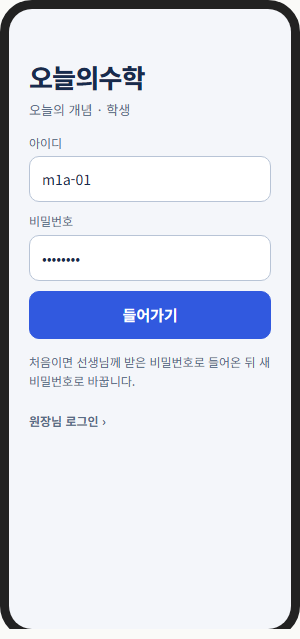 오늘의수학
오늘의 개념 · 학생
아이디
m1a-01
비밀번호
••••••••
들어가기
처음이면 선생님께 받은 비밀번호로 들어온 뒤 새
비밀번호로 바꿉니다.
원장님 로그인 ›